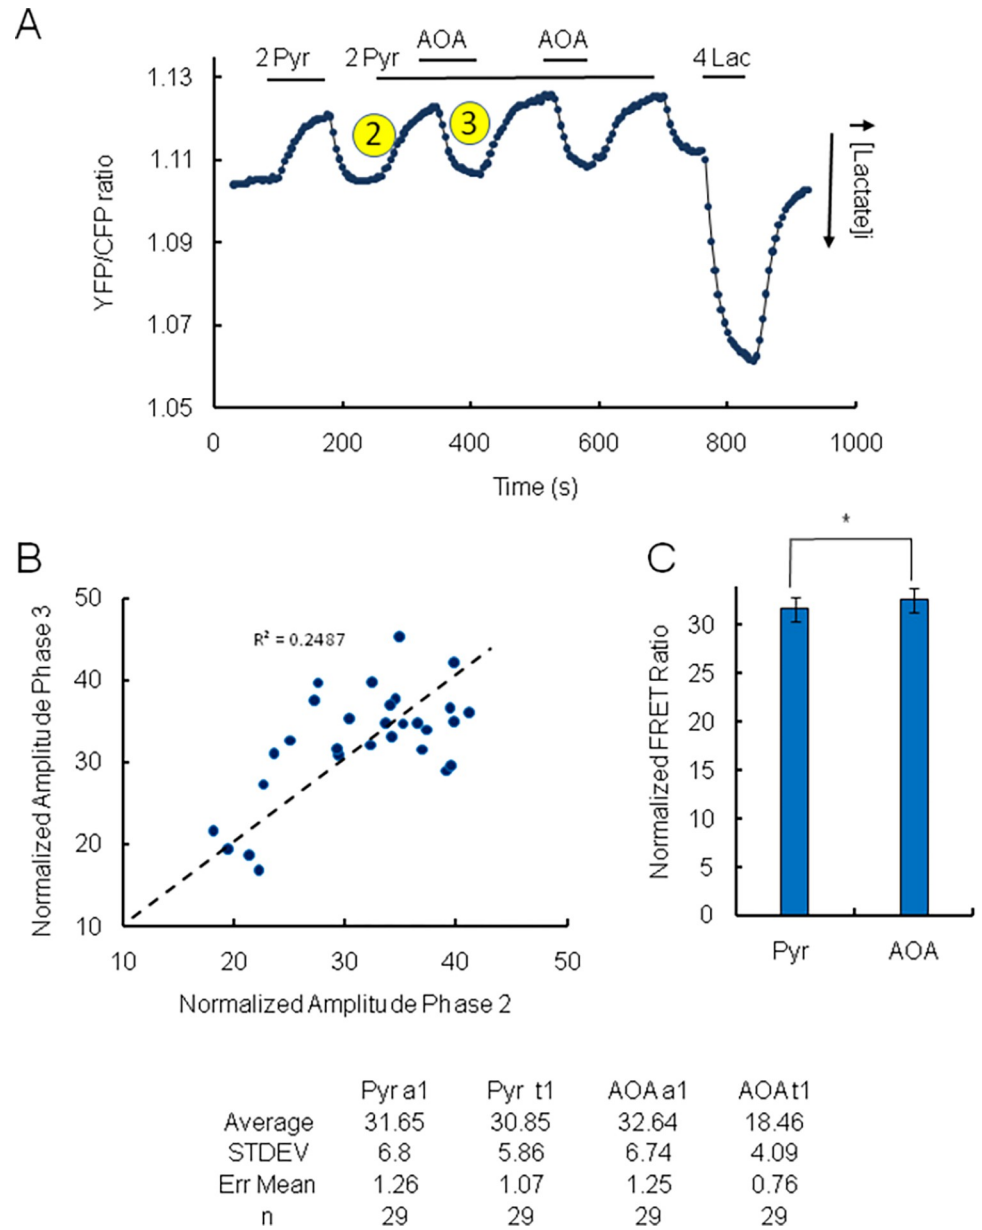 A
AOA AOA
2 Pyr 2 Pyr 4 Lac
1.13
1.11
1.09
1.07
1.05
YFP/CFP ratio
2
3
[Lactate]i
0 200 400 600 800 1000
Time (s)
B
50
40
30
20
10
Normalized Amplitude Phase 3
R² = 0.2487
10 20 30 40 50
Normalized Amplitude Phase 2
C
*
30
25
20
15
10
5
0
Normalized FRET Ratio
Pyr AOA
Pyr a1 Pyr t1 AOA a1 AOA t1
Average 31.65 30.85 32.64 18.46
STDEV 6.8 5.86 6.74 4.09
Err Mean 1.26 1.07 1.25 0.76
n 29 29 29 29